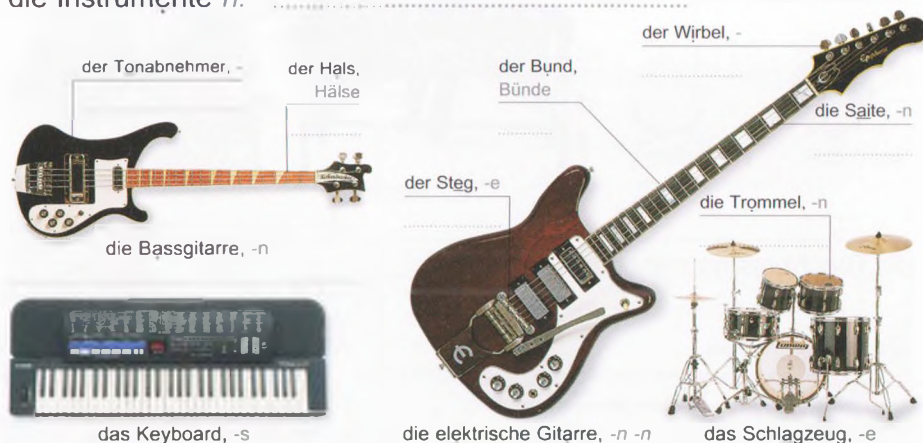 die Instrumente n.
der Wirbel, -
der Tonabnehmer, -
der Hals,
Hälse
der Bund,
Bünde
die Saite, -n
der Steg, -e
die Trommel, -n
die Bassgitarre, -n
das Keyboard, -s
die elektrische Gitarre, -n -n
das Schlagzeug, -e